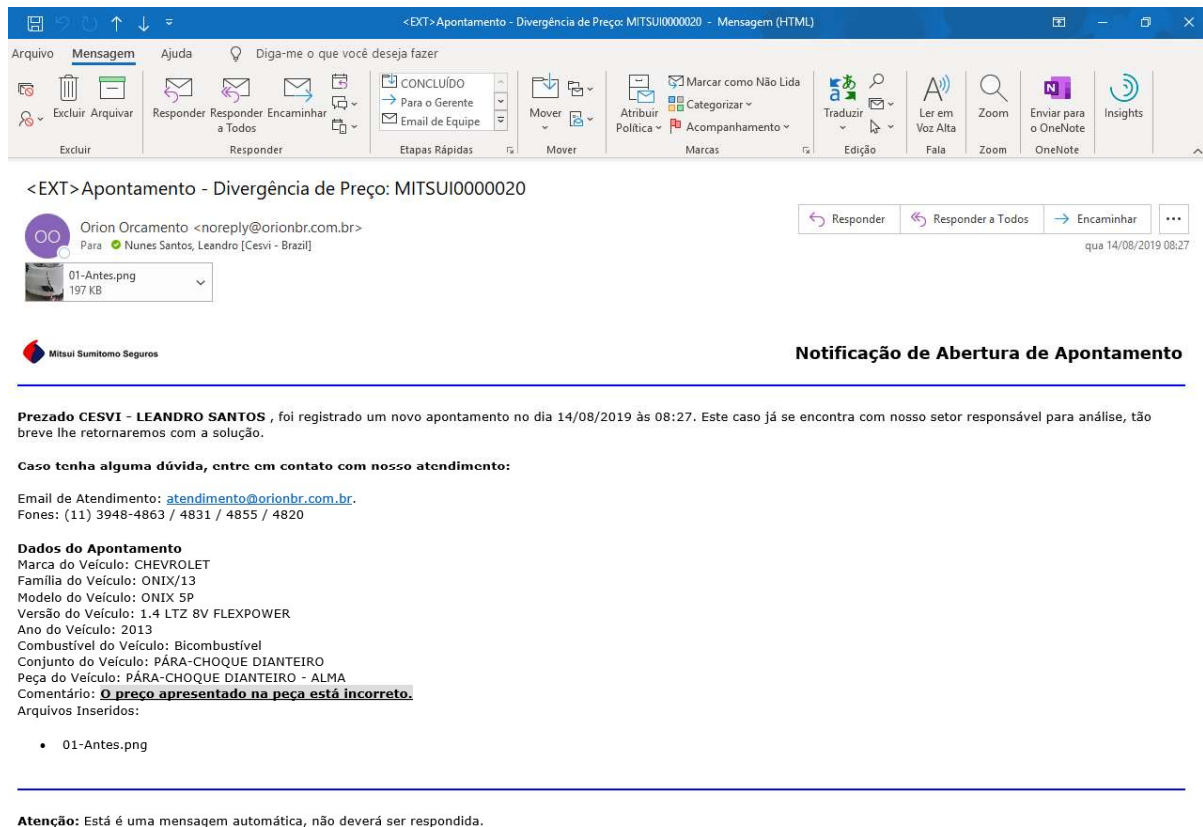 <EXT>Apontamento - Divergência de Preço: MITSUI0000020 - Mensagem (HTML)
Arquivo Mensagem Ajuda Diga-me o que você deseja fazer
Excluir Arquivar
Responder Responder a Todos Encaminhar
CONCLUÍDO
Para o Gerente
Email de Equipe
Mover
Atribuir Política
Marcar como Não Lida
Categorizar
Acompanhamento
Traduzir
Ler em Voz Alta
Zoom
Enviar para o OneNote
Insights
Excluir Responder Etapas Rápidas Mover Marcas Edição Fala Zoom OneNote
<EXT>Apontamento - Divergência de Preço: MITSUI0000020
OO
Orion Orcamento <noreply@orionbr.com.br>
Para Nunes Santos, Leandro [Cesvi - Brazil]
Responder Responder a Todos Encaminhar
qua 14/08/2019 08:27
01-Antes.png
197 KB
Mitsui Sumitomo Seguros
Notificação de Abertura de Apontamento
Prezado CESVI - LEANDRO SANTOS , foi registrado um novo apontamento no dia 14/08/2019 às 08:27. Este caso já se encontra com nosso setor responsável para análise, tão
breve lhe retornaremos com a solução.
Caso tenha alguma dúvida, entre em contato com nosso atendimento:
Email de Atendimento: atendimento@orionbr.com.br.
Fones: (11) 3948-4863 / 4831 / 4855 / 4820
Dados do Apontamento
Marca do Veículo: CHEVROLET
Família do Veículo: ONIX/13
Modelo do Veículo: ONIX 5P
Versão do Veículo: 1.4 LTZ 8V FLEXPOWER
Ano do Veículo: 2013
Combustível do Veículo: Bicombustível
Conjunto do Veículo: PÁRA-CHOQUE DIANTEIRO
Peça do Veículo: PÁRA-CHOQUE DIANTEIRO - ALMA
Comentário: O preço apresentado na peça está incorreto.
Arquivos Inseridos:
• 01-Antes.png
Atenção: Está é uma mensagem automática, não deverá ser respondida.